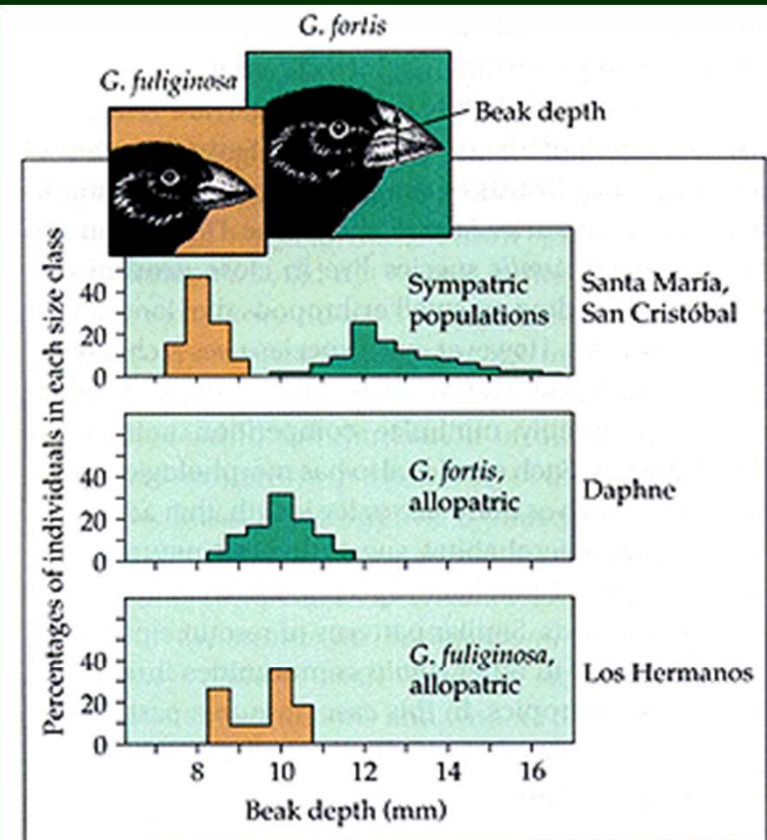 G. fortis
G. fuliginosa
Beak depth
Percentages of individuals in each size class
40
20
0
Sympatric
populations
Santa María,
San Cristóbal
40
20
0
G. fortis,
allopatric
Daphne
40
20
0
G. fuliginosa,
allopatric
Los Hermanos
8 10 12 14 16
Beak depth (mm)